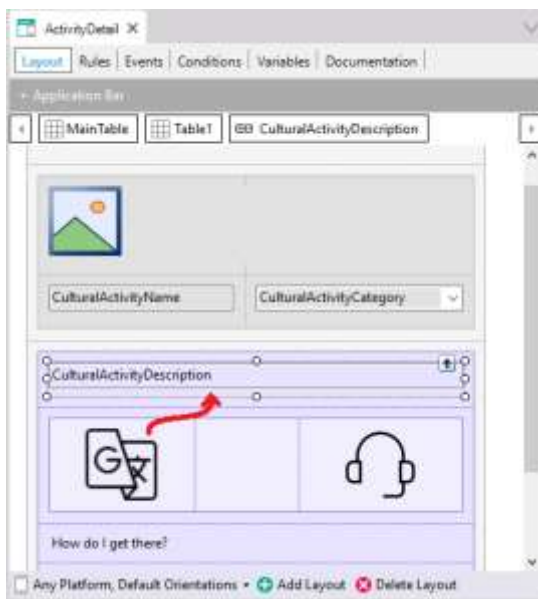 ActivityDetail
Layout Rules Events Conditions Variables Documentation
+ Application Bar
MainTable Table1 CulturalActivityDescription
CulturalActivityName CulturalActivityCategory
CulturalActivityDescription
G 文
How do I get there?
Any Platform, Default Orientations Add Layout Delete Layout